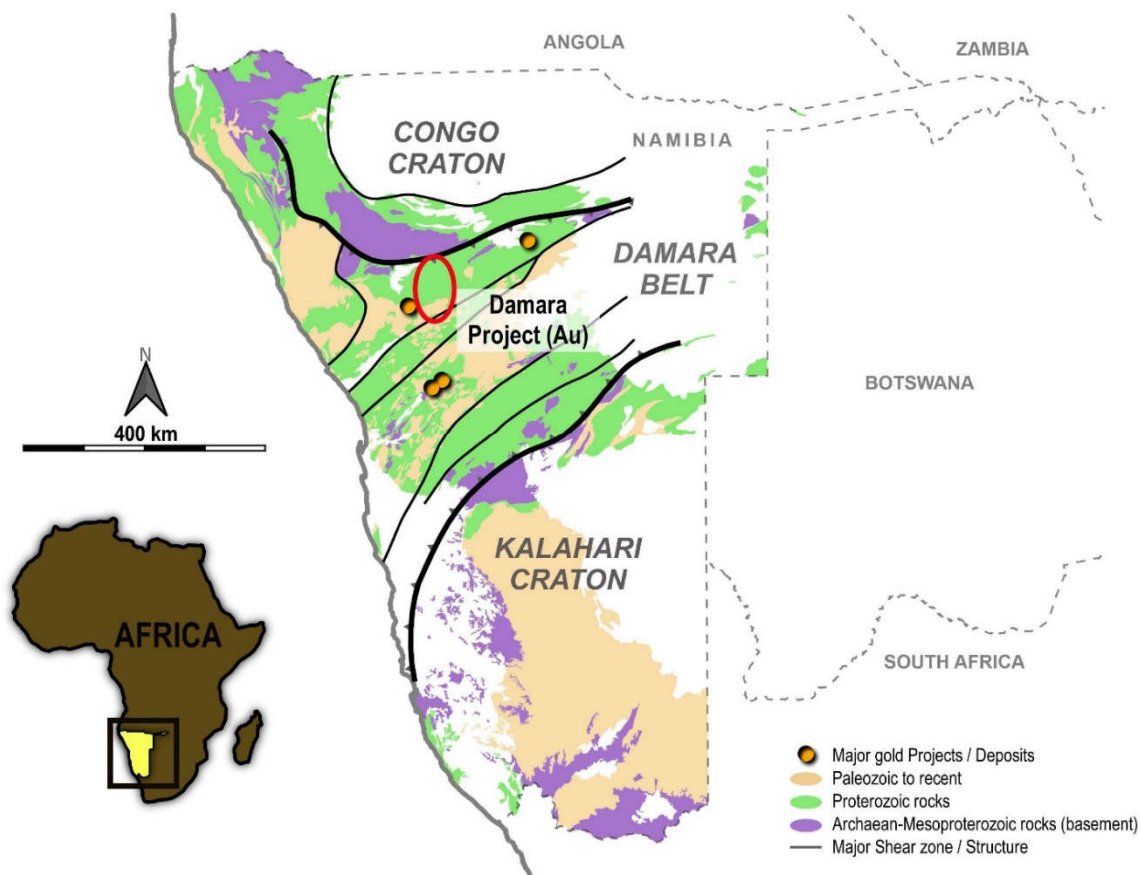 ANGOLA
ZAMBIA
CONGO
CRATON
NAMIBIA
DAMARA
BELT
Damara
Project (Au)
BOTSWANA
N
400 km
KALAHARI
CRATON
AFRICA
SOUTH AFRICA
Major gold Projects / Deposits
Paleozoic to recent
Proterozoic rocks
Archaean-Mesoproterozoic rocks (basement)
Major Shear zone / Structure